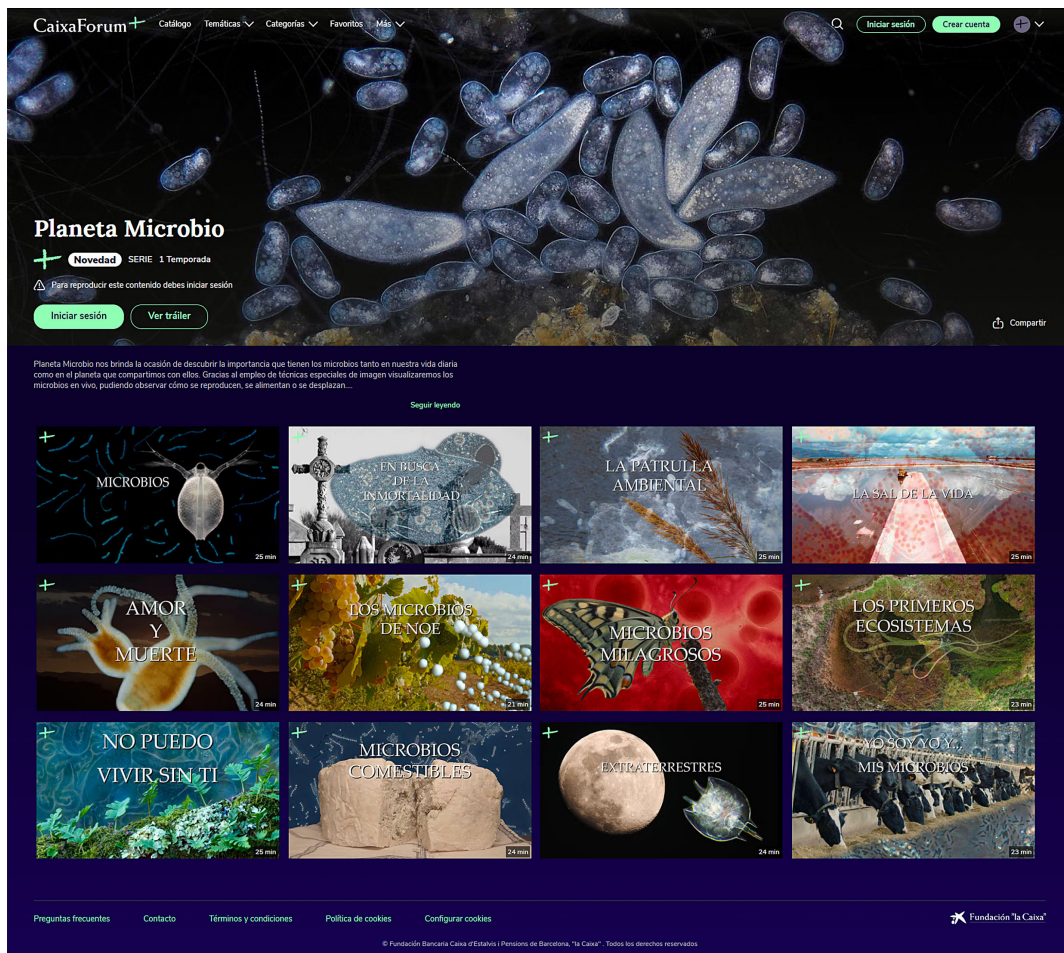 CaixaForum+ Catálogo Temáticas Categorías Favoritos Más Iniciar sesión Crear cuenta
Planeta Microbio
Novedad SERIE 1 Temporada
Para reproducir este contenido debes iniciar sesión
Iniciar sesión Ver tráiler
Compartir
Planeta Microbio nos brinda la ocasión de descubrir la importancia que tienen los microbios tanto en nuestra vida diaria
como en el planeta que compartimos con ellos. Gracias al empleo de técnicas especiales de imagen visualizaremos los
microbios en vivo, pudiendo observar cómo se reproducen, se alimentan o se desplazan....
Seguir leyendo
MICROBIOS
25 min
EN BUSCA
DE LA
INMORTALIDAD
24 min
LA PATRULLA
AMBIENTAL
25 min
LA SAL DE LA VIDA
25 min
AMOR
Y
MUERTE
24 min
LOS MICROBIOS
DE NOE
21 min
MICROBIOS
MILAGROSOS
25 min
LOS PRIMEROS
ECOSISTEMAS
23 min
NO PUEDO
VIVIR SIN TI
25 min
MICROBIOS
COMESTIBLES
24 min
EXTRATERRESTRES
24 min
YO SOY YO Y...
MIS MICROBIOS
23 min
Preguntas frecuentes Contacto Términos y condiciones Política de cookies Configurar cookies
Fundación "la Caixa"
© Fundación Bancaria Caixa d'Estalvis i Pensions de Barcelona, "la Caixa" . Todos los derechos reservados